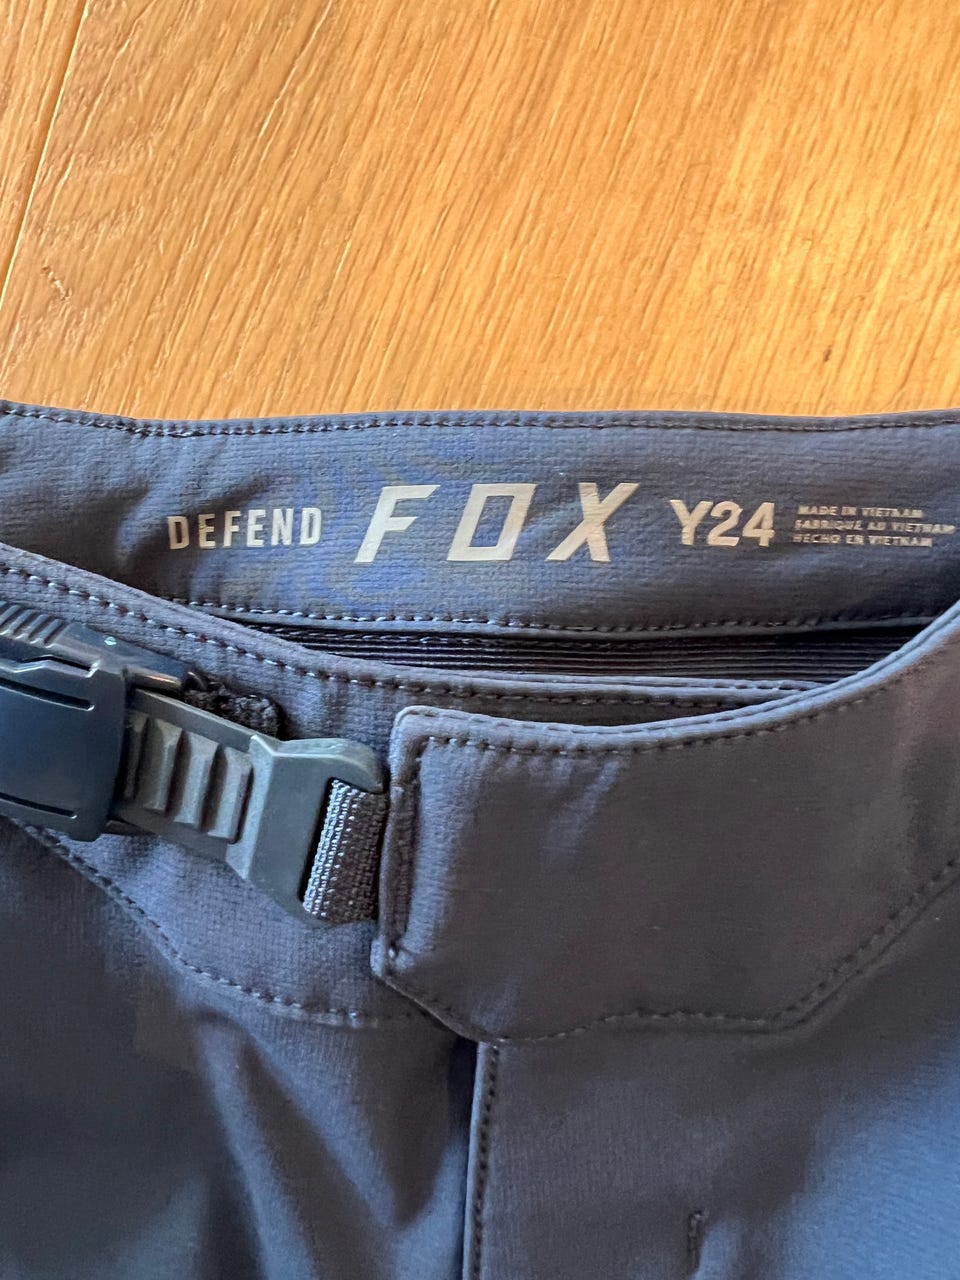 DEFEND FOX Y24
MADE IN VIETNAM
FABRIQUÉ AU VIETNAM
HECHO EN VIETNAM